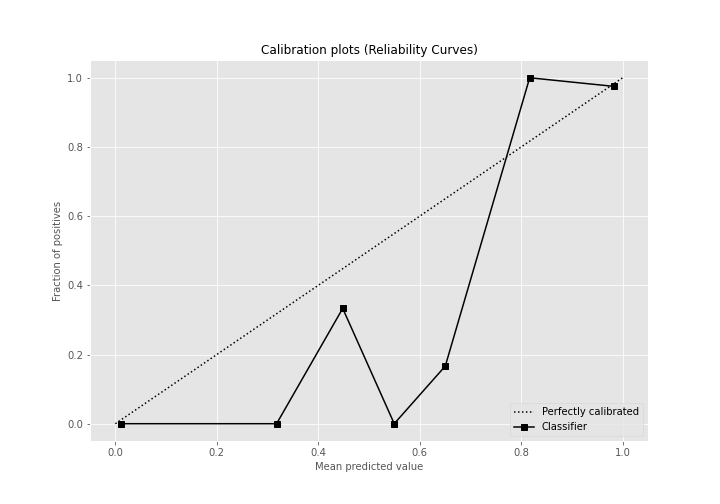 Calibration plots (Reliability Curves)
1.0
0.8
0.6
0.4
0.2
0.0
Fraction of positives
0.0 0.2 0.4 0.6 0.8 1.0
Mean predicted value
Perfectly calibrated
Classifier